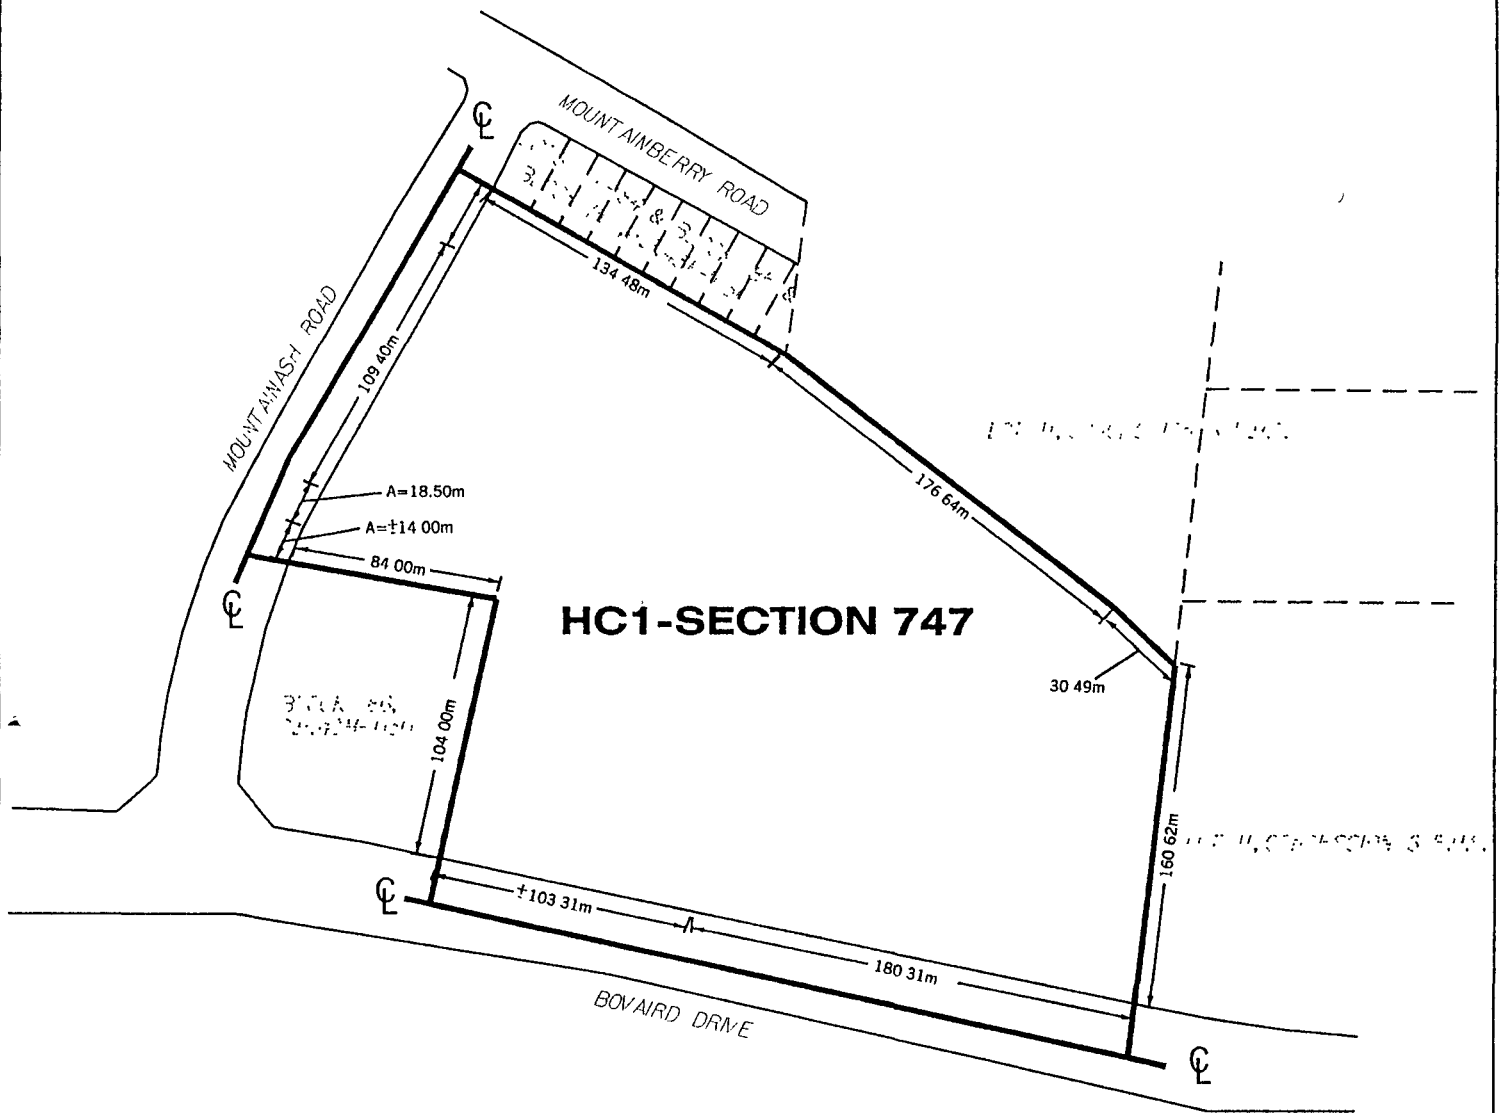 ℄
MOUNTAINBERRY ROAD
134 48m
109 40m
MOUNTAINASH ROAD
176 64m
A=18.50m
A=±14 00m
84 00m
℄
HC1-SECTION 747
30 49m
104 00m
160 62m
℄
±103 31m
180 31m
BOVAIRD DRIVE
℄